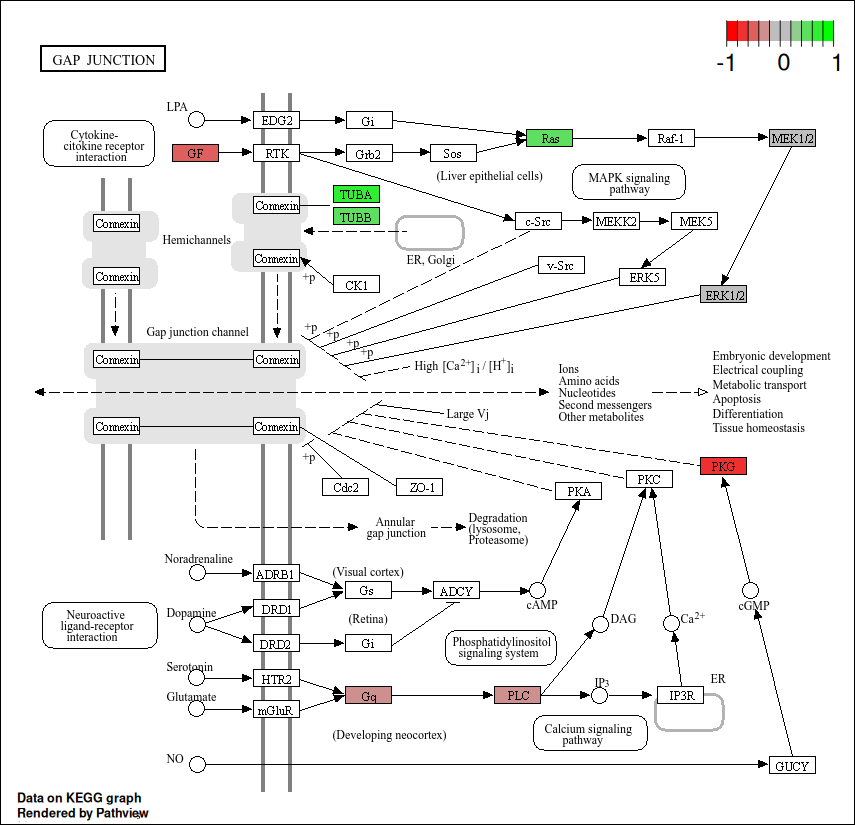 GAP JUNCTION
-1 0 1
LPA
EDG2
Gi
Cytokine-
citokine receptor
interaction
GF
RTK
Grb2
Sos
Ras
Raf-1
MEK1/2
(Liver epithelial cells)
MAPK signaling
pathway
TUBA
TUBB
Connexin
Connexin
Hemichannels
c-Src
MEKK2
MEK5
ER, Golgi
Connexin
Connexin
+p
CK1
v-Src
ERK5
ERK1/2
Gap junction channel
+p
+p
+p
+p
Connexin
Connexin
High [Ca2+]i / [H+]i
Ions
Amino acids
Nucleotides
Second messengers
Other metabolites
Embryonic development
Electrical coupling
Metabolic transport
Apoptosis
Differentiation
Tissue homeostasis
Large Vj
Connexin
Connexin
+p
Cdc2
ZO-1
PKA
PKC
PKG
Annular
gap junction
Degradation
(lysosome,
Proteasome)
Noradrenaline
ADRB1
(Visual cortex)
Gs
ADCY
cAMP
Dopamine
DRD1
(Retina)
DRD2
Gi
Neuroactive
ligand-receptor
interaction
Phosphatidylinositol
signaling system
DAG
Ca2+
cGMP
Serotonin
HTR2
Glutamate
mGluR
Gq
PLC
IP3
IP3R
ER
(Developing neocortex)
Calcium signaling
pathway
NO
GUCY
Data on KEGG graph
Rendered by Pathview